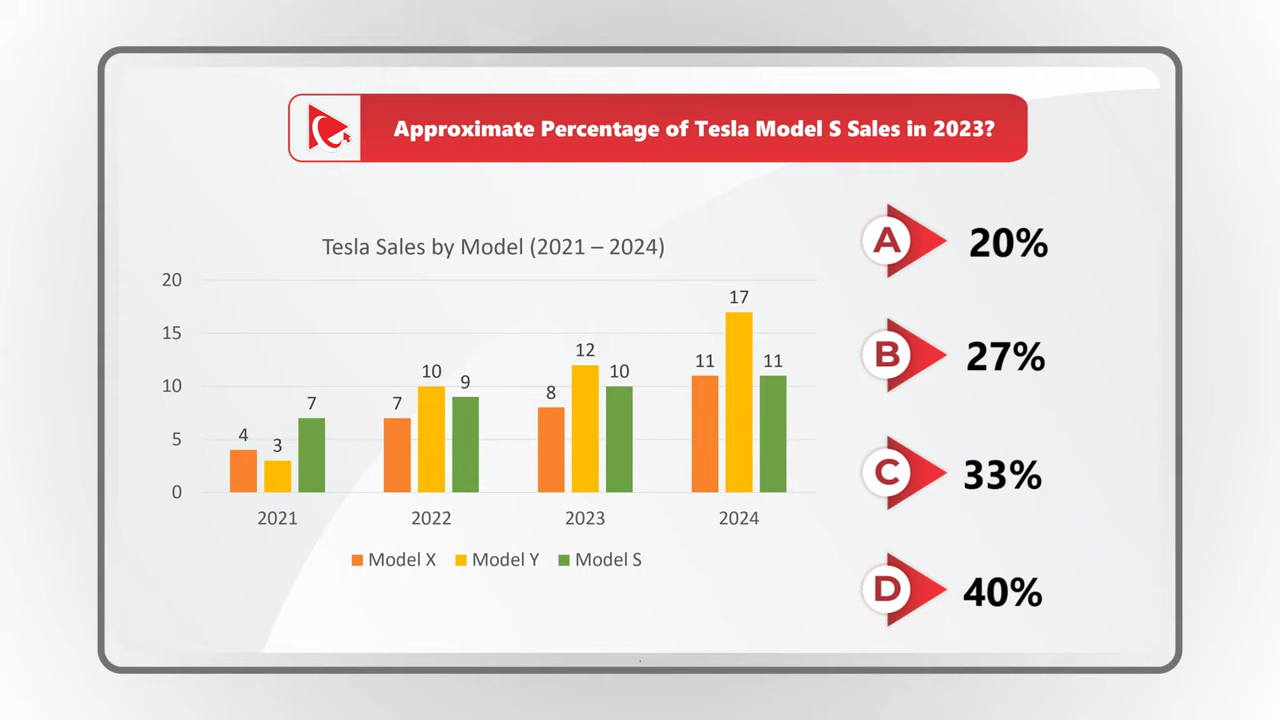 Approximate Percentage of Tesla Model S Sales in 2023?
Tesla Sales by Model (2021 – 2024)
20
15
10
5
0
4
3
7
7
10
9
8
12
10
11
17
11
2021
2022
2023
2024
Model X
Model Y
Model S
A
20%
B
27%
C
33%
D
40%